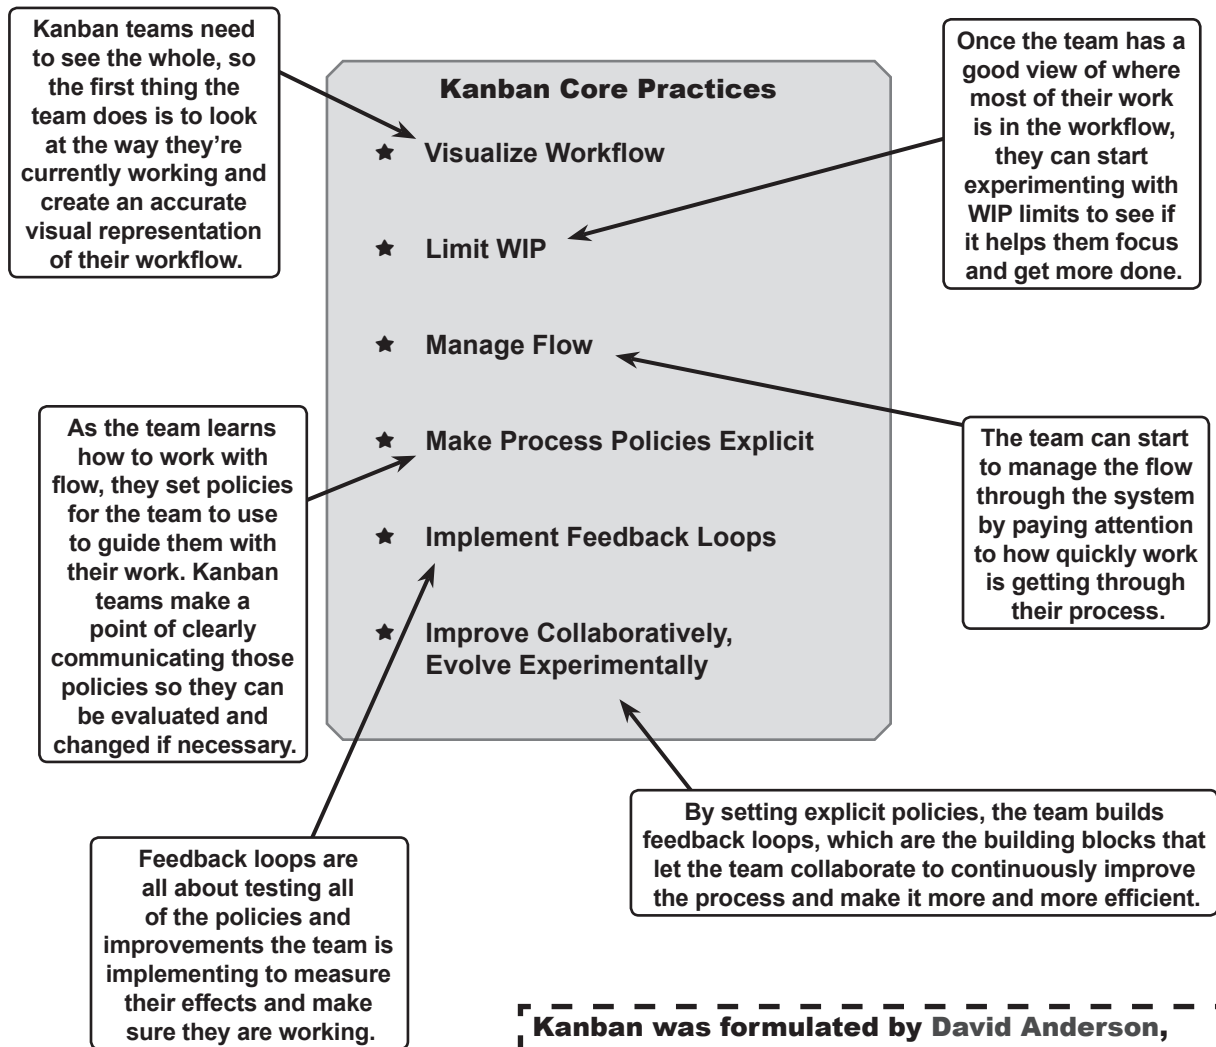 Kanban teams need
to see the whole, so
the first thing the
team does is to look
at the way they're
currently working and
create an accurate
visual representation
of their workflow.
Once the team has a
good view of where
most of their work
is in the workflow,
they can start
experimenting with
WIP limits to see if
it helps them focus
and get more done.
Kanban Core Practices
Visualize Workflow
Limit WIP
Manage Flow
Make Process Policies Explicit
Implement Feedback Loops
Improve Collaboratively,
Evolve Experimentally
As the team learns
how to work with
flow, they set policies
for the team to use
to guide them with
their work. Kanban
teams make a
point of clearly
communicating those
policies so they can
be evaluated and
changed if necessary.
The team can start
to manage the flow
through the system
by paying attention
to how quickly work
is getting through
their process.
By setting explicit policies, the team builds
feedback loops, which are the building blocks that
let the team collaborate to continuously improve
the process and make it more and more efficient.
Feedback loops are
all about testing all
of the policies and
improvements the team is
implementing to measure
their effects and make
sure they are working.
Kanban was formulated by David Anderson,